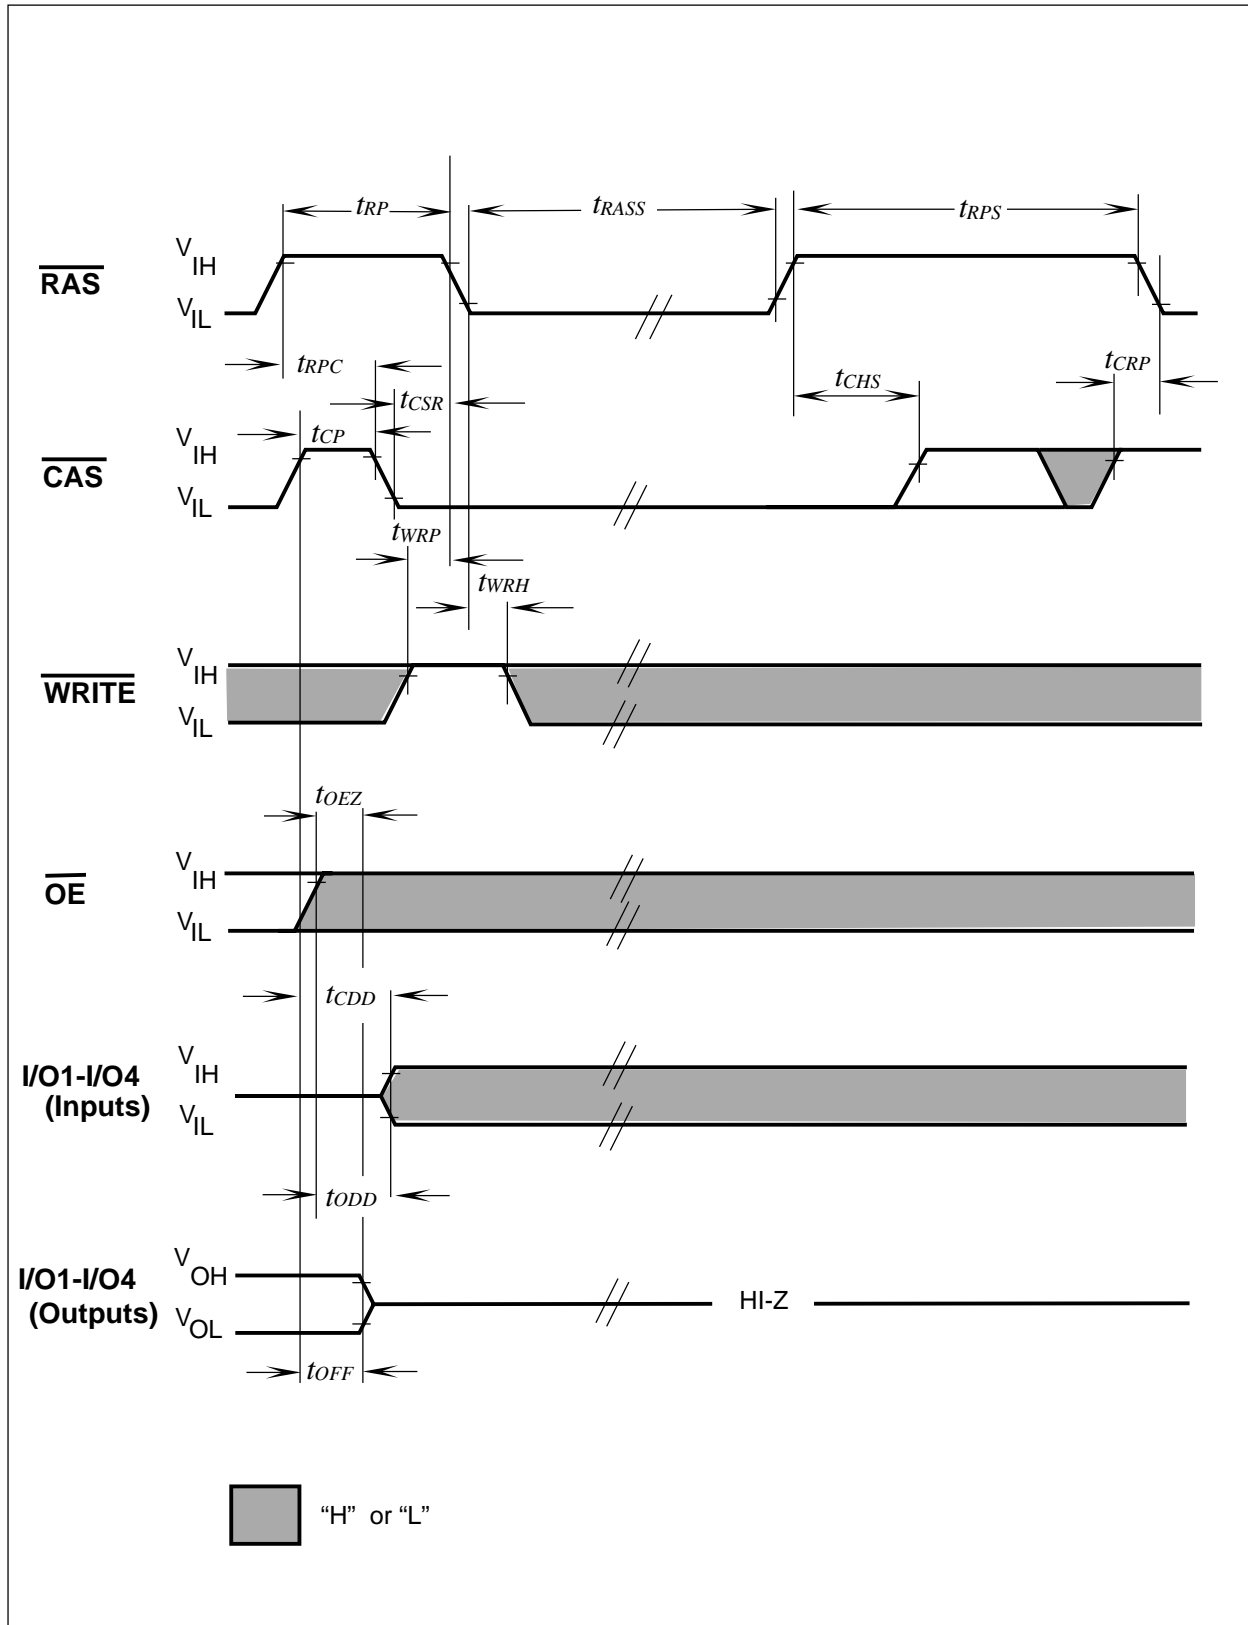 tRP
tRASS
tRPS
RAS
VIH
VIL
tRPC
tCSR
tCHS
tCRP
tCP
CAS
VIH
VIL
tWRP
tWRH
WRITE
VIH
VIL
tOEZ
OE
VIH
VIL
tCDD
I/O1-I/O4
(Inputs)
VIH
VIL
tODD
I/O1-I/O4
(Outputs)
VOH
VOL
HI-Z
tOFF
“H” or “L”